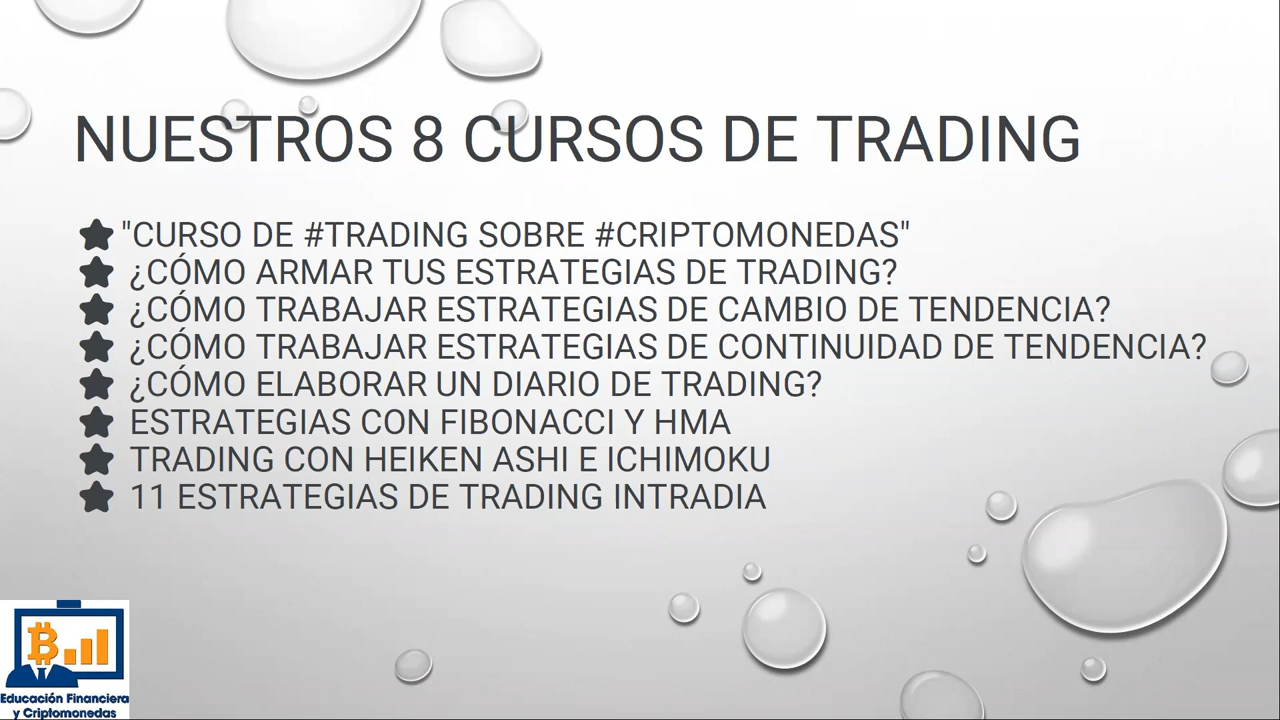 NUESTROS 8 CURSOS DE TRADING
"CURSO DE #TRADING SOBRE #CRIPTOMONEDAS"
¿CÓMO ARMAR TUS ESTRATEGIAS DE TRADING?
¿CÓMO TRABAJAR ESTRATEGIAS DE CAMBIO DE TENDENCIA?
¿CÓMO TRABAJAR ESTRATEGIAS DE CONTINUIDAD DE TENDENCIA?
¿CÓMO ELABORAR UN DIARIO DE TRADING?
ESTRATEGIAS CON FIBONACCI Y HMA
TRADING CON HEIKEN ASHI E ICHIMOKU
11 ESTRATEGIAS DE TRADING INTRADIA
Educación Financiera
y Criptomonedas